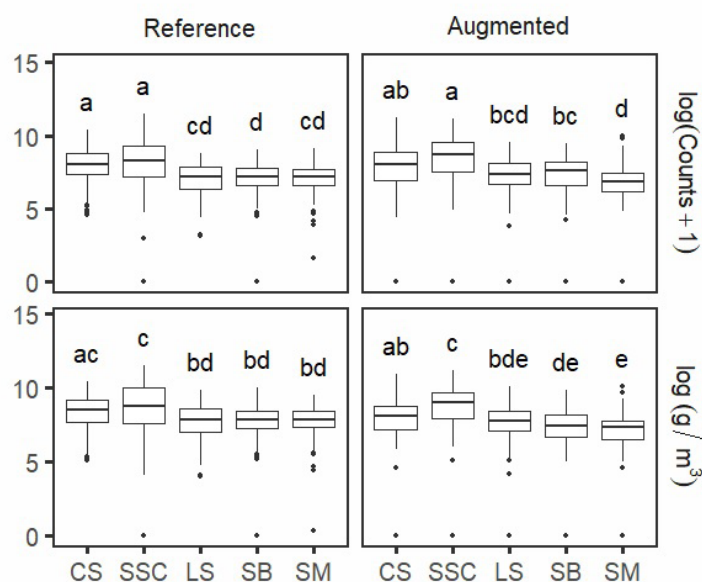 Reference Augmented
15
10
5
0
a a cd d cd
ab a bcd bc d
log(Counts + 1)
15
10
5
0
ac c bd bd bd
ab c bde de e
log (g / m³)
CS SSC LS SB SM CS SSC LS SB SM